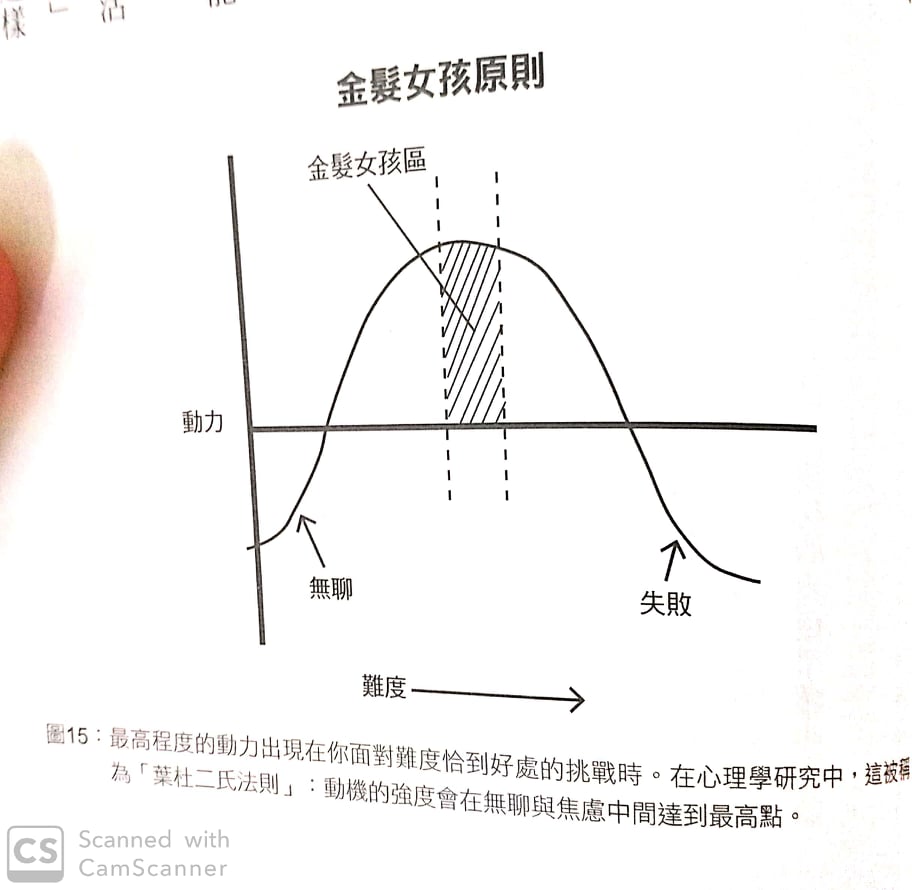 樣」沾
金髮女孩原則
金髮女孩區
動力
無聊
失敗
難度
圖15：最高程度的動力出現在你面對難度恰到好處的挑戰時。在心理學研究中，這被稱
為「葉杜二氏法則」：動機的強度會在無聊與焦慮中間達到最高點。
CS Scanned with
CamScanner